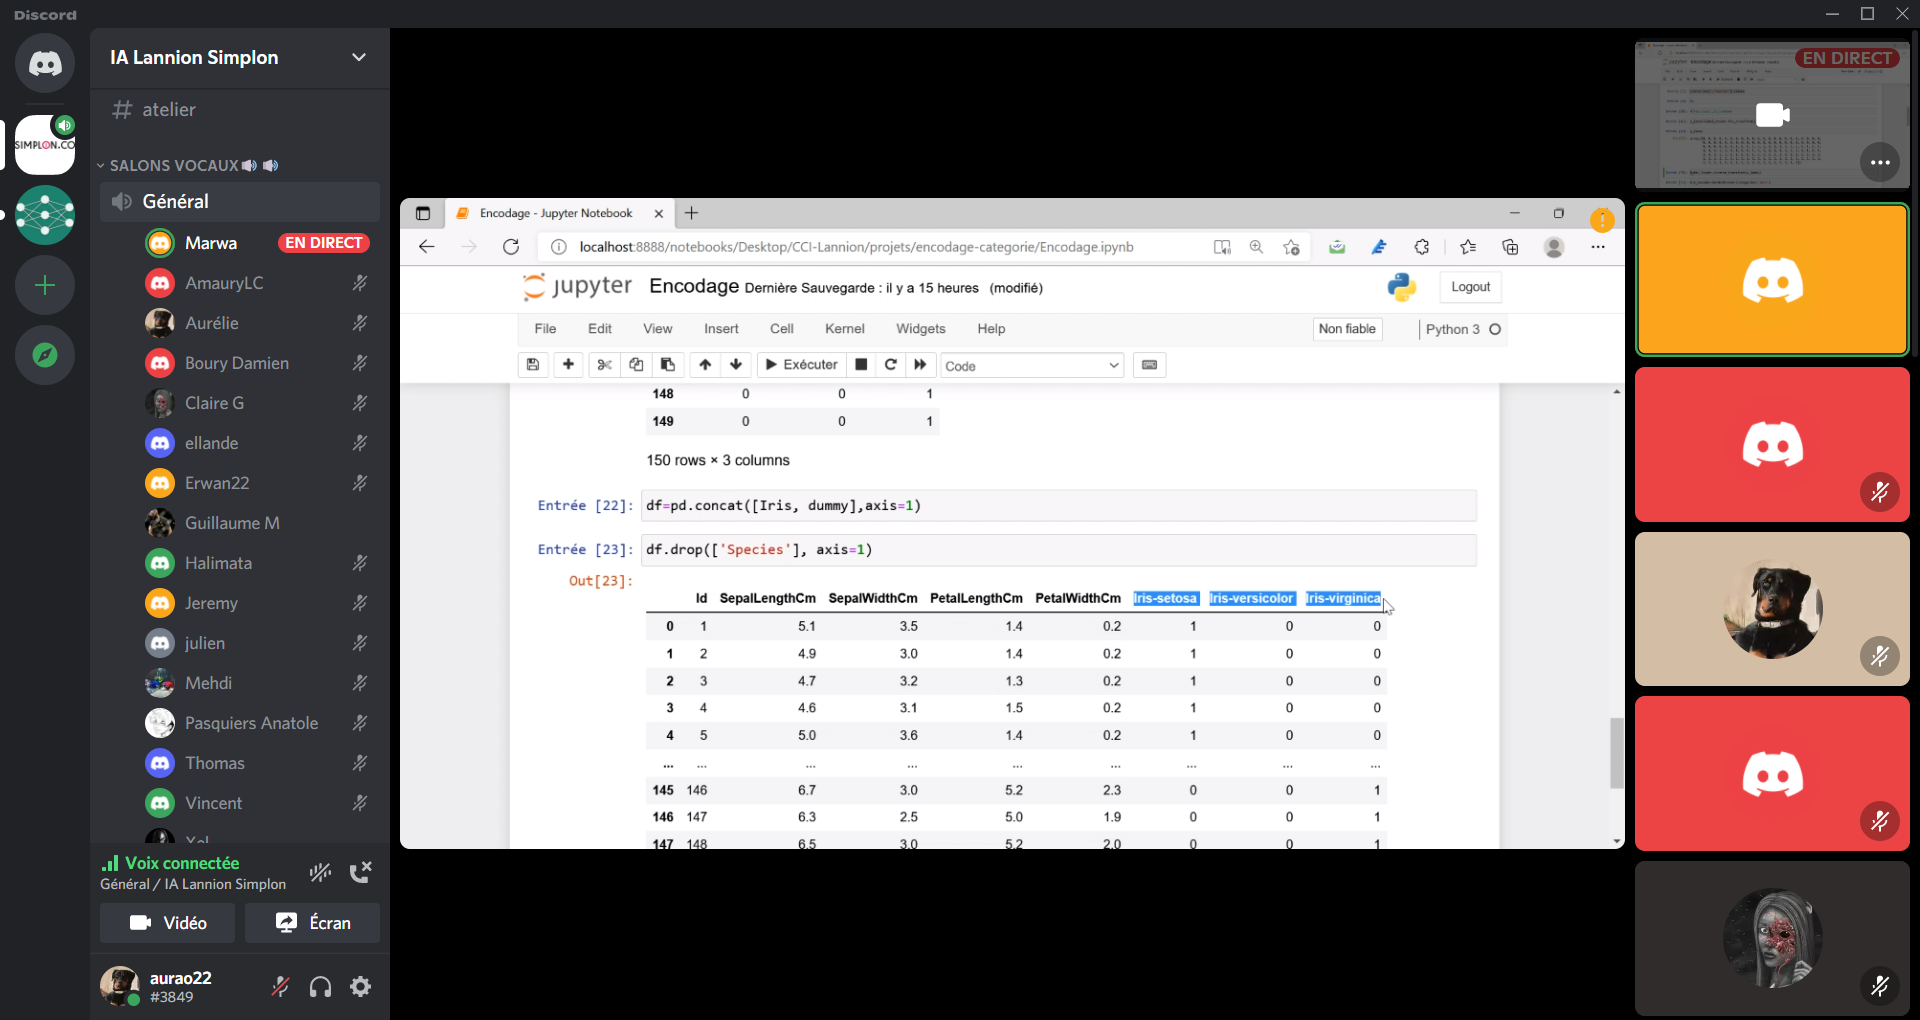 Discord
IA Lannion Simplon
# atelier
SALONS VOCAUX
Général
Marwa EN DIRECT
AmauryLC
Aurélie
Boury Damien
Claire G
ellande
Erwan22
Guillaume M
Halimata
Jeremy
julien
Mehdi
Pasquiers Anatole
Thomas
Vincent
Voix connectée
Général / IA Lannion Simplon
Vidéo
Écran
aurao22
#3849
SIMPLON.CO
Encodage - Jupyter Notebook
localhost:8888/notebooks/Desktop/CCI-Lannion/projets/encodage-categorie/Encodage.ipynb
jupyter Encodage Dernière Sauvegarde : il y a 15 heures (modifié)
Logout
File Edit View Insert Cell Kernel Widgets Help
Non fiable
Python 3
Exécuter
Code
148 0 0 1
149 0 0 1
150 rows × 3 columns
Entrée [22]: df=pd.concat([Iris, dummy],axis=1)
Entrée [23]: df.drop(['Species'], axis=1)
Out[23]:
Id SepalLengthCm SepalWidthCm PetalLengthCm PetalWidthCm Iris-setosa Iris-versicolor Iris-virginica
0 1 5.1 3.5 1.4 0.2 1 0 0
1 2 4.9 3.0 1.4 0.2 1 0 0
2 3 4.7 3.2 1.3 0.2 1 0 0
3 4 4.6 3.1 1.5 0.2 1 0 0
4 5 5.0 3.6 1.4 0.2 1 0 0
... ... ... ... ... ... ... ... ...
145 146 6.7 3.0 5.2 2.3 0 0 1
146 147 6.3 2.5 5.0 1.9 0 0 1
147 148 6.5 3.0 5.2 2.0 0 0 1
EN DIRECT